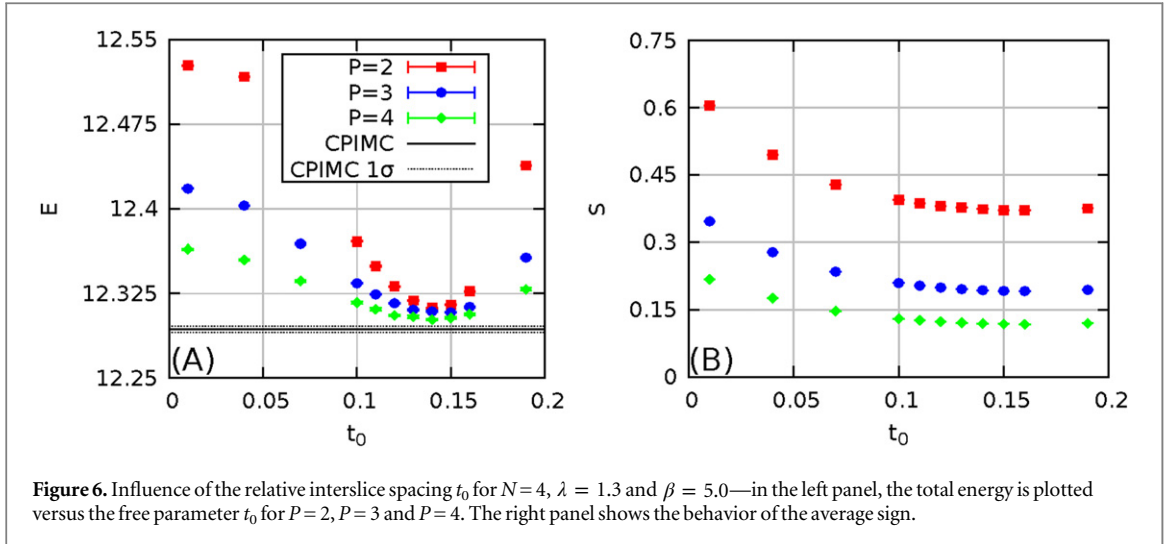 12.55
12.475
12.4
12.325
12.25
E
P=2
P=3
P=4
CPIMC
CPIMC 1σ
(A)
0 0.05 0.1 0.15 0.2
t0
0.75
0.6
0.45
0.3
0.15
0
S
(B)
0 0.05 0.1 0.15 0.2
t0
Figure 6. Influence of the relative interslice spacing t0 for N = 4, λ = 1.3 and β = 5.0—in the left panel, the total energy is plotted
versus the free parameter t0 for P = 2, P = 3 and P = 4. The right panel shows the behavior of the average sign.